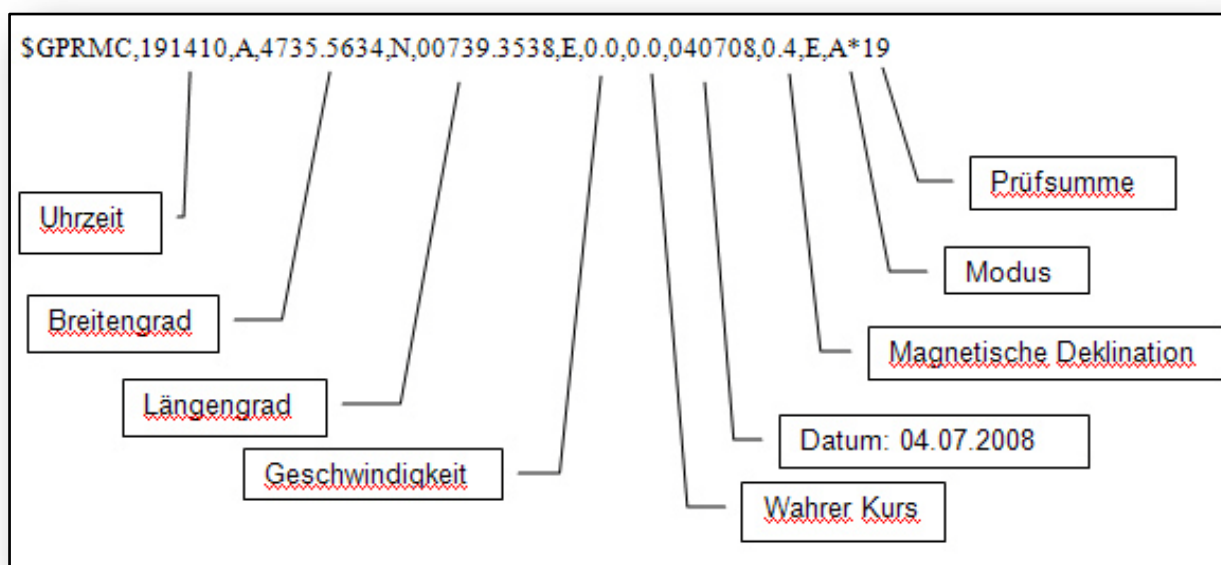 $GPRMC,191410,A,4735.5634,N,00739.3538,E,0.0,0.0,040708,0.4,E,A*19
Prüfsumme
Uhrzeit
Modus
Breitengrad
Magnetische Deklination
Längengrad
Datum: 04.07.2008
Geschwindigkeit
Wahrer Kurs